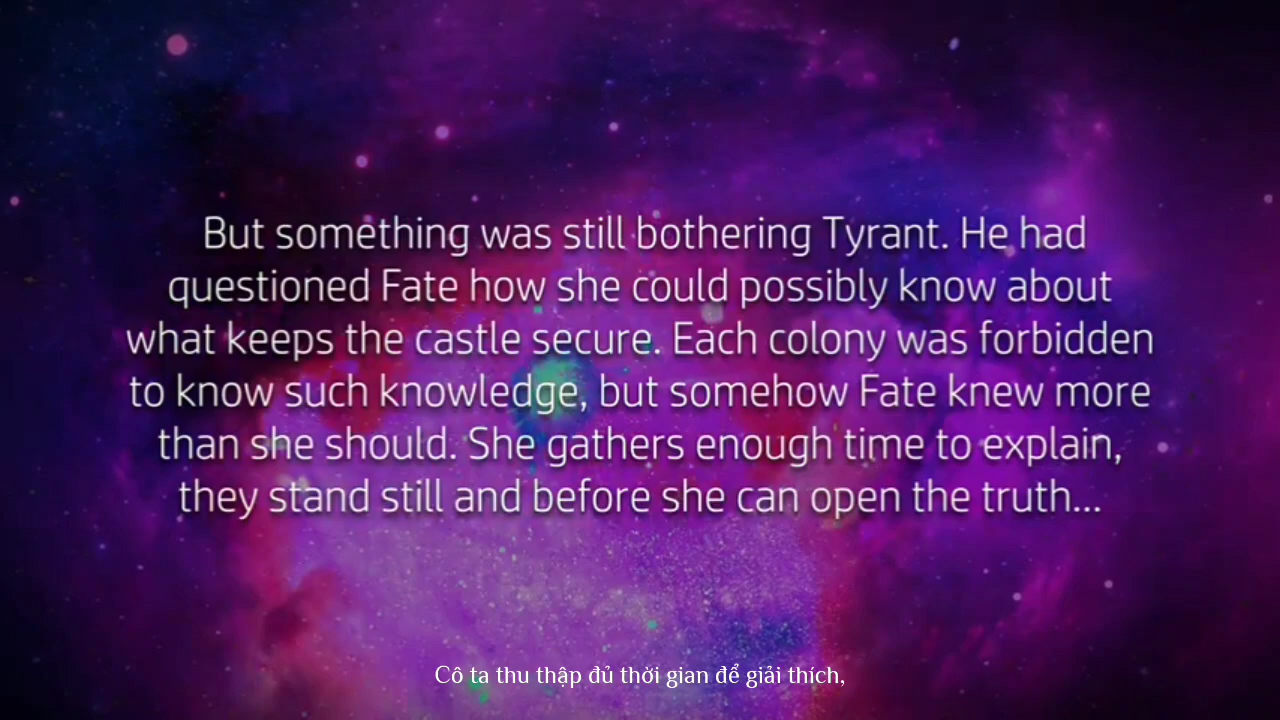 But something was still bothering Tyrant. He had
questioned Fate how she could possibly know about
what keeps the castle secure. Each colony was forbidden
to know such knowledge, but somehow Fate knew more
than she should. She gathers enough time to explain,
they stand still and before she can open the truth...
Cô ta thu thập đủ thời gian để giải thích,